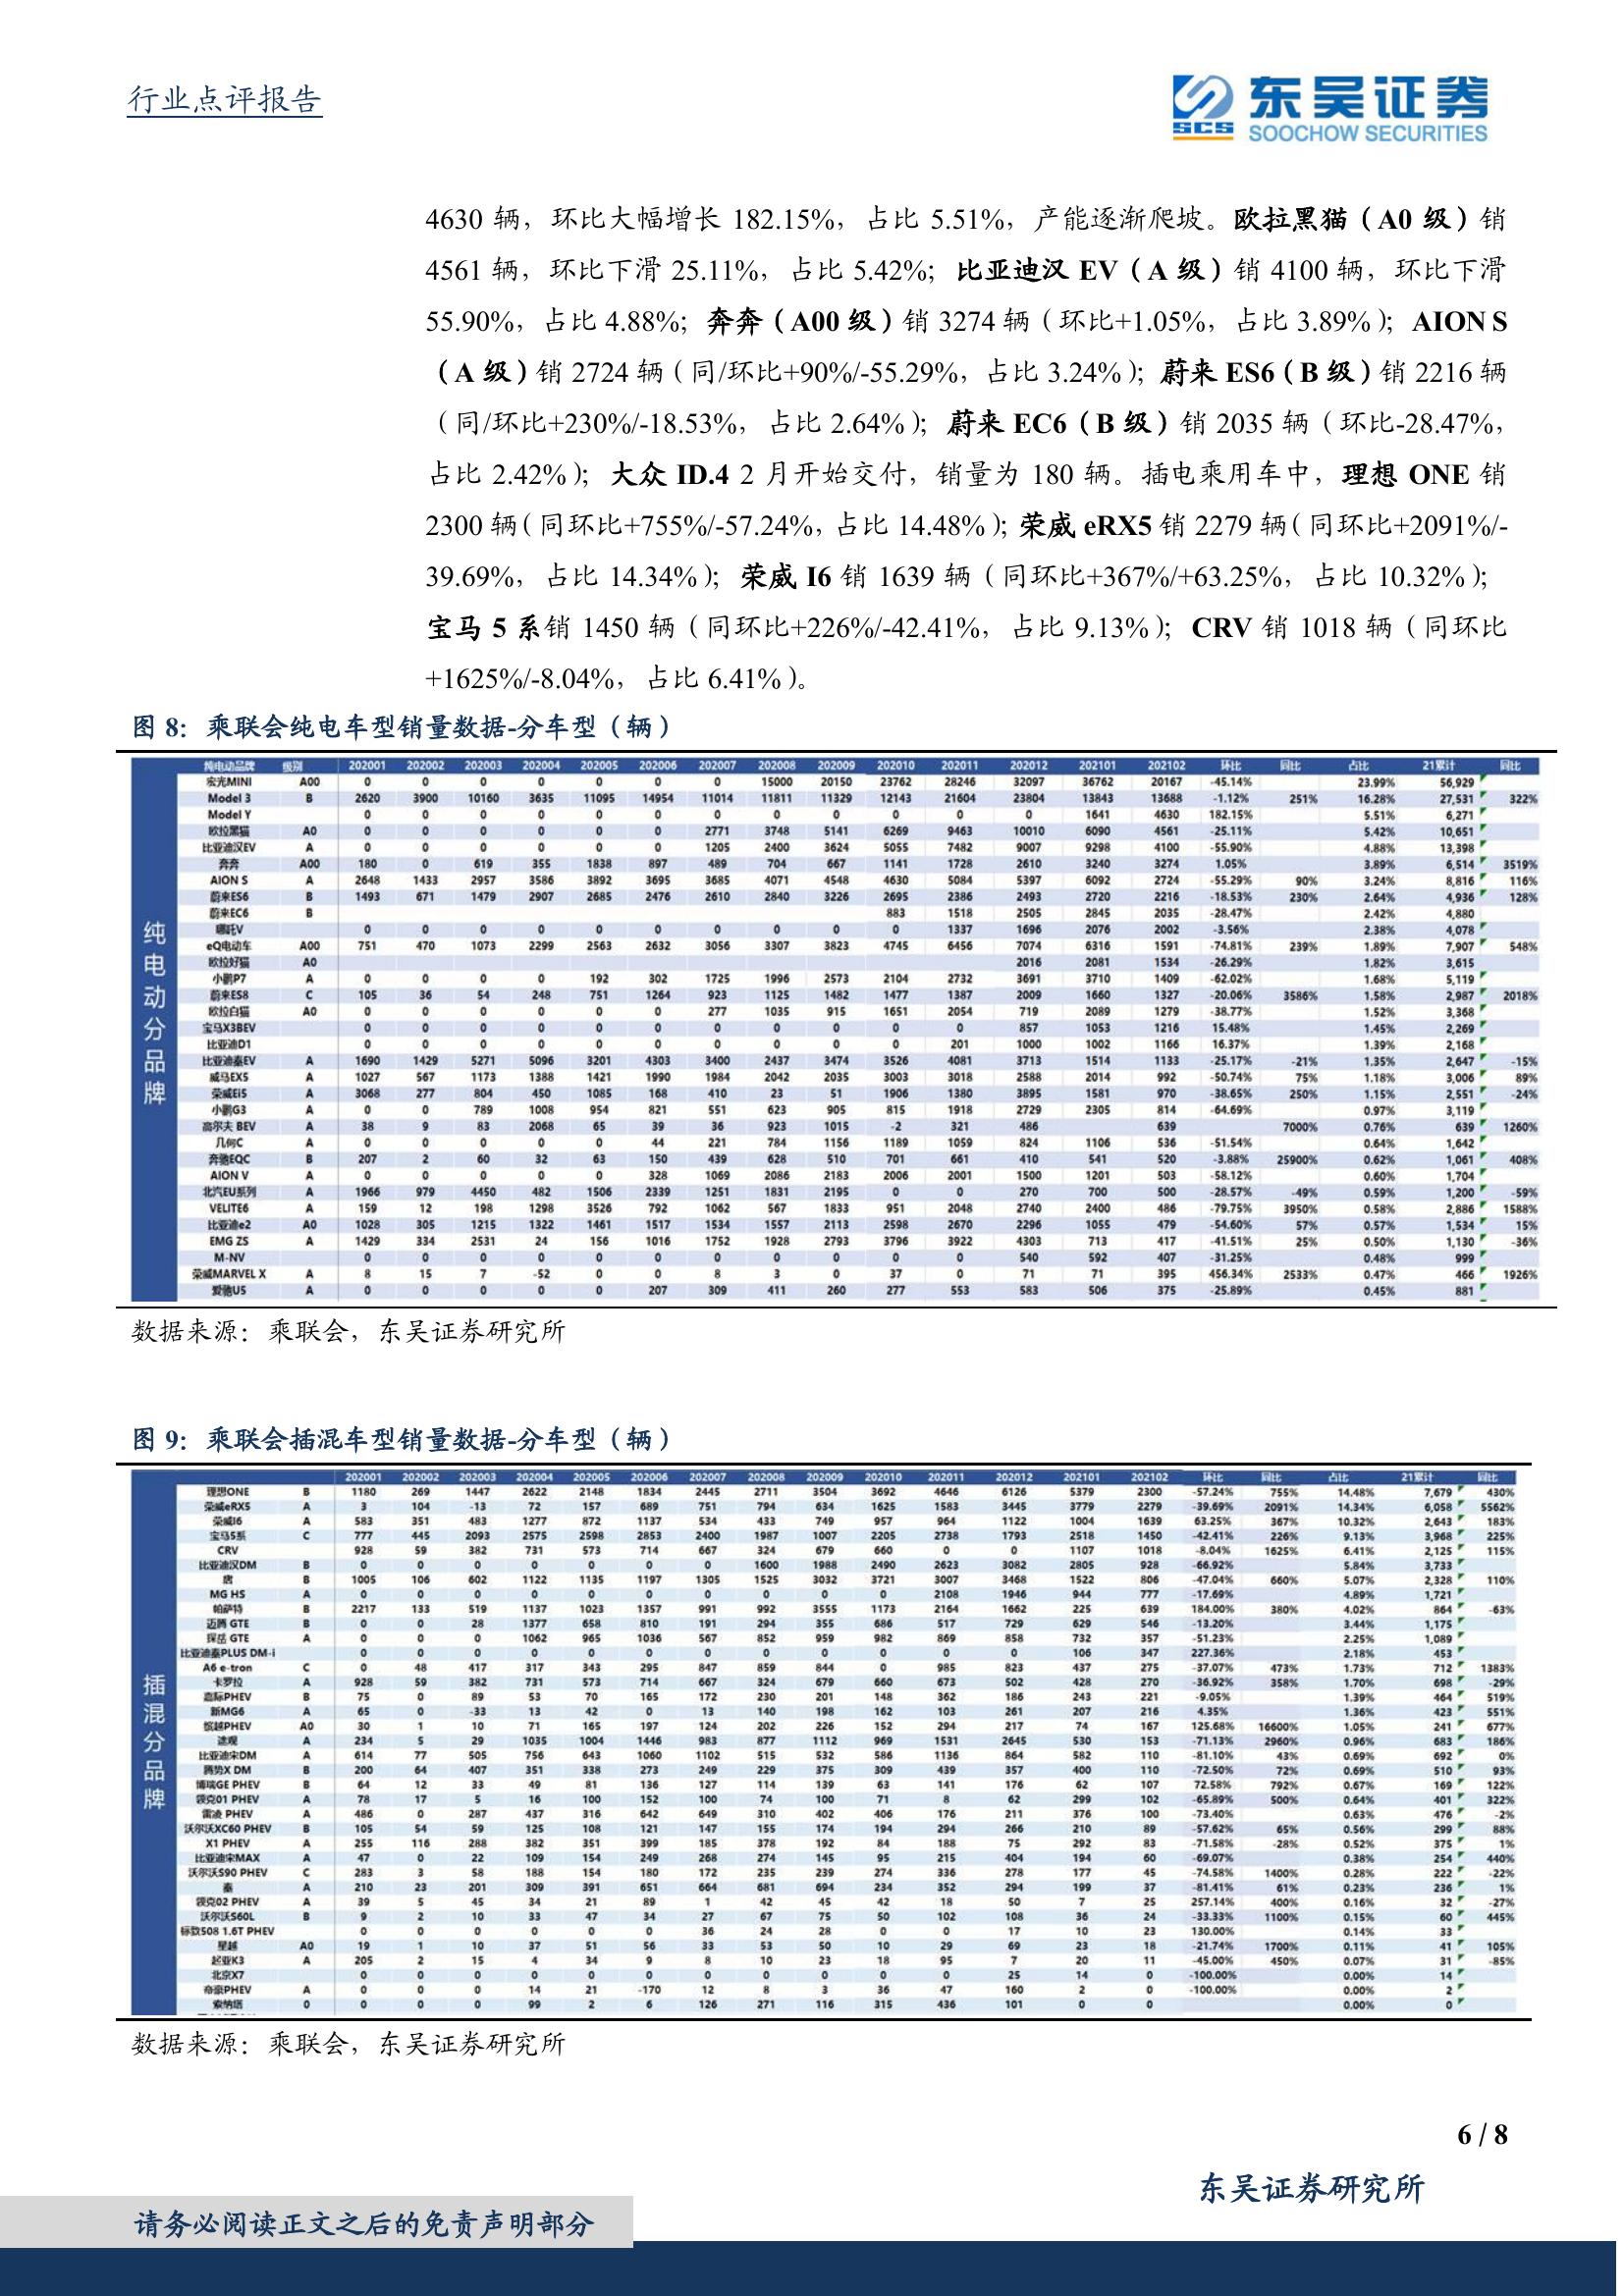 行业点评报告
东吴证券
SCS
SOOCHOW SECURITIES
4630 辆，环比大幅增长 182.15%，占比 5.51%，产能逐渐爬坡。欧拉黑猫（A0 级）销
4561 辆，环比下滑 25.11%，占比 5.42%；比亚迪汉 EV（A 级）销 4100 辆，环比下滑
55.90%，占比 4.88%；奔奔（A00 级）销 3274 辆（环比+1.05%，占比 3.89%）；AION S
（A 级）销 2724 辆（同/环比+90%/-55.29%，占比 3.24%）；蔚来 ES6（B 级）销 2216 辆
（同/环比+230%/-18.53%，占比 2.64%）；蔚来 EC6（B 级）销 2035 辆（环比-28.47%，
占比 2.42%）；大众 ID.4 2 月开始交付，销量为 180 辆。插电乘用车中，理想 ONE 销
2300 辆（同环比+755%/-57.24%，占比 14.48%）；荣威 eRX5 销 2279 辆（同环比+2091%/-
39.69%，占比 14.34%）；荣威 I6 销 1639 辆（同环比+367%/+63.25%，占比 10.32%）；
宝马 5 系销 1450 辆（同环比+226%/-42.41%，占比 9.13%）；CRV 销 1018 辆（同环比
+1625%/-8.04%，占比 6.41%）。
图 8：乘联会纯电车型销量数据-分车型（辆）
纯电动分品牌
纯电动品牌 级别 202001 202002 202003 202004 202005 202006 202007 202008 202009 202010 202011 202012 202101 202102 环比 同比 占比 21累计 同比
宏光MINI A00 0 0 0 0 0 0 0 15000 20150 23762 28246 32097 36762 20167 -45.14% 23.99% 56,929
Model 3 B 2620 3900 10160 3635 11095 14954 11014 11811 11329 12143 21604 23804 13843 13688 -1.12% 251% 16.28% 27,531 322%
Model Y 0 0 0 0 0 0 0 0 0 0 0 0 1641 4630 182.15% 5.51% 6,271
欧拉黑猫 A0 0 0 0 0 0 0 2771 3748 5141 6269 9463 10010 6090 4561 -25.11% 5.42% 10,651
比亚迪汉EV A 0 0 0 0 0 0 1205 2400 3624 5055 7482 9007 9298 4100 -55.90% 4.88% 13,398
奔奔 A00 180 0 619 355 1838 897 489 704 667 1141 1728 2610 3240 3274 1.05% 3.89% 6,514 3519%
AION S A 2648 1433 2957 3586 3892 3695 3685 4071 4548 4630 5084 5397 6092 2724 -55.29% 90% 3.24% 8,816 116%
蔚来ES6 B 1493 671 1479 2907 2685 2476 2610 2840 3226 2695 2386 2493 2720 2216 -18.53% 230% 2.64% 4,936 128%
蔚来EC6 B 883 1518 2505 2845 2035 -28.47% 2.42% 4,880
哪吒V 0 0 0 0 0 0 0 0 0 0 1337 1696 2076 2002 -3.56% 2.38% 4,078
eQ电动车 A00 751 470 1073 2299 2563 2632 3056 3307 3823 4745 6456 7074 6316 1591 -74.81% 239% 1.89% 7,907 548%
欧拉好猫 A0 2016 2081 1534 -26.29% 1.82% 3,615
小鹏P7 A 0 0 0 0 192 302 1725 1996 2573 2104 2732 3691 3710 1409 -62.02% 1.68% 5,119
蔚来ES8 C 105 36 54 248 751 1264 923 1125 1482 1477 1387 2009 1660 1327 -20.06% 3586% 1.58% 2,987 2018%
欧拉白猫 A0 0 0 0 0 0 0 277 1035 915 1651 2054 719 2089 1279 -38.77% 1.52% 3,368
宝马X3BEV 0 0 0 0 0 0 0 0 0 0 0 857 1053 1216 15.48% 1.45% 2,269
比亚迪D1 0 0 0 0 0 0 0 0 0 0 201 1000 1002 1166 16.37% 1.39% 2,168
比亚迪秦EV A 1690 1429 5271 5096 3201 4303 3400 2437 3474 3526 4081 3713 1514 1133 -25.17% -21% 1.35% 2,647 -15%
威马EX5 A 1027 567 1173 1388 1421 1990 1984 2042 2035 3003 3018 2588 2014 992 -50.74% 75% 1.18% 3,006 89%
荣威Ei5 A 3068 277 804 450 1085 168 410 23 51 1906 1380 3895 1581 970 -38.65% 250% 1.15% 2,551 -24%
小鹏G3 A 0 0 789 1008 954 821 551 623 905 815 1918 2729 2305 814 -64.69% 0.97% 3,119
高尔夫 BEV A 38 9 83 2068 65 39 36 923 1015 -2 321 486 639 7000% 0.76% 639 1260%
几何C A 0 0 0 0 0 44 221 784 1156 1189 1059 824 1106 536 -51.54% 0.64% 1,642
奔驰EQC B 207 2 60 32 63 150 439 628 510 701 661 410 541 520 -3.88% 25900% 0.62% 1,061 408%
AION V A 0 0 0 0 0 328 1069 2086 2183 2006 2001 1500 1201 503 -58.12% 0.60% 1,704
北汽EU系列 A 1966 979 4450 482 1506 2339 1251 1831 2195 0 0 270 700 500 -28.57% -49% 0.59% 1,200 -59%
VELITE6 A 159 12 198 1298 3526 792 1062 567 1833 951 2048 2740 2400 486 -79.75% 3950% 0.58% 2,886 1588%
比亚迪e2 A0 1028 305 1215 1322 1461 1517 1534 1557 2113 2598 2670 2296 1055 479 -54.60% 57% 0.57% 1,534 15%
EMG ZS A 1429 334 2531 24 156 1016 1752 1928 2793 3796 3922 4303 713 417 -41.51% 25% 0.50% 1,130 -36%
M-NV 0 0 0 0 0 0 0 0 0 0 0 540 592 407 -31.25% 0.48% 999
荣威MARVEL X A 8 15 7 -52 0 0 8 3 0 37 0 71 71 395 456.34% 2533% 0.47% 466 1926%
爱驰U5 A 0 0 0 0 0 207 309 411 260 277 553 583 506 375 -25.89% 0.45% 881
数据来源：乘联会，东吴证券研究所
图 9：乘联会插混车型销量数据-分车型（辆）
插混分品牌
202001 202002 202003 202004 202005 202006 202007 202008 202009 202010 202011 202012 202101 202102 环比 同比 占比 21累计 同比
理想ONE B 1180 269 1447 2622 2148 1834 2445 2711 3504 3692 4646 6126 5379 2300 -57.24% 755% 14.48% 7,679 430%
荣威eRX5 A 3 104 -13 72 157 689 751 794 634 1625 1583 3445 3779 2279 -39.69% 2091% 14.34% 6,058 5562%
荣威I6 A 583 351 483 1277 872 1137 534 433 749 957 964 1122 1004 1639 63.25% 367% 10.32% 2,643 183%
宝马5系 C 777 445 2093 2575 2598 2853 2400 1987 1007 2205 2738 1793 2518 1450 -42.41% 226% 9.13% 3,968 225%
CRV 928 59 382 731 573 714 667 324 679 660 0 0 1107 1018 -8.04% 1625% 6.41% 2,125 115%
比亚迪汉DM B 0 0 0 0 0 0 0 1600 1988 2490 2623 3082 2805 928 -66.92% 5.84% 3,733
唐 B 1005 106 602 1122 1135 1197 1305 1525 3032 3721 3007 3468 1522 806 -47.04% 660% 5.07% 2,328 110%
MG HS A 0 0 0 0 0 0 0 0 0 0 2108 1946 944 777 -17.69% 4.89% 1,721
帕萨特 B 2217 133 519 1137 1023 1357 991 992 3555 1173 2164 1662 225 639 184.00% 380% 4.02% 864 -63%
迈腾 GTE B 0 0 28 1377 658 810 191 294 355 686 517 729 629 546 -13.20% 3.44% 1,175
探岳 GTE A 0 0 0 1062 965 1036 567 852 959 982 869 858 732 357 -51.23% 2.25% 1,089
比亚迪秦PLUS DM-i 0 0 0 0 0 0 0 0 0 0 0 0 106 347 227.36% 2.18% 453
A6 e-tron C 0 48 417 317 343 295 847 859 844 0 985 823 437 275 -37.07% 473% 1.73% 712 1383%
卡罗拉 A 928 59 382 731 573 714 667 324 679 660 673 502 428 270 -36.92% 358% 1.70% 698 -29%
嘉际PHEV B 75 0 89 53 70 165 172 230 201 148 362 186 243 221 -9.05% 1.39% 464 519%
新MG6 A 65 0 -33 13 42 0 13 140 198 162 103 261 207 216 4.35% 1.36% 423 551%
缤越PHEV A0 30 1 10 71 165 197 124 202 226 152 294 217 74 167 125.68% 16600% 1.05% 241 677%
途观 A 234 5 29 1035 1004 1446 983 877 1112 969 1531 2645 530 153 -71.13% 2960% 0.96% 683 186%
比亚迪宋DM A 614 77 505 756 643 1060 1102 515 532 586 1136 864 582 110 -81.10% 43% 0.69% 692 0%
腾势X DM B 200 64 407 351 338 273 249 229 375 309 439 357 400 110 -72.50% 72% 0.69% 510 93%
博瑞GE PHEV B 64 12 33 49 81 136 127 114 139 63 141 176 62 107 72.58% 792% 0.67% 169 122%
领克01 PHEV A 78 17 5 16 100 152 100 74 100 71 8 62 299 102 -65.89% 500% 0.64% 401 322%
雷凌 PHEV A 486 0 287 437 316 642 649 310 402 406 176 211 376 100 -73.40% 0.63% 476 -2%
沃尔沃XC60 PHEV B 105 54 59 125 108 121 147 155 174 194 294 266 210 89 -57.62% 65% 0.56% 299 88%
X1 PHEV A 255 116 288 382 351 399 185 378 192 84 188 75 292 83 -71.58% -28% 0.52% 375 1%
比亚迪宋MAX A 47 0 22 109 154 249 268 274 145 95 215 404 194 60 -69.07% 0.38% 254 440%
沃尔沃S90 PHEV C 283 3 58 188 154 180 172 235 239 274 336 278 177 45 -74.58% 1400% 0.28% 222 -22%
秦 A 210 23 201 309 391 651 664 681 694 234 352 294 199 37 -81.41% 61% 0.23% 236 1%
领克02 PHEV A 39 5 45 34 21 89 1 42 45 42 18 50 7 25 257.14% 400% 0.16% 32 -27%
沃尔沃S60L B 9 2 10 33 47 34 27 67 75 50 102 108 36 24 -33.33% 1100% 0.15% 60 445%
标致508 1.6T PHEV 0 0 0 0 0 0 36 24 28 0 0 17 10 23 130.00% 0.14% 33
星越 A0 19 1 10 37 51 56 33 53 50 10 29 69 23 18 -21.74% 1700% 0.11% 41 105%
起亚K3 A 205 2 15 4 34 9 8 10 23 18 95 7 20 11 -45.00% 450% 0.07% 31 -85%
北京X7 0 0 0 0 0 0 0 0 0 0 0 25 14 0 -100.00% 0.00% 14
帝豪PHEV A 0 0 0 14 21 -170 12 8 3 36 47 160 2 0 -100.00% 0.00% 2
索纳塔 0 0 0 0 99 2 6 126 271 116 315 436 101 0 0 0.00% 0
数据来源：乘联会，东吴证券研究所
6 / 8
东吴证券研究所
请务必阅读正文之后的免责声明部分